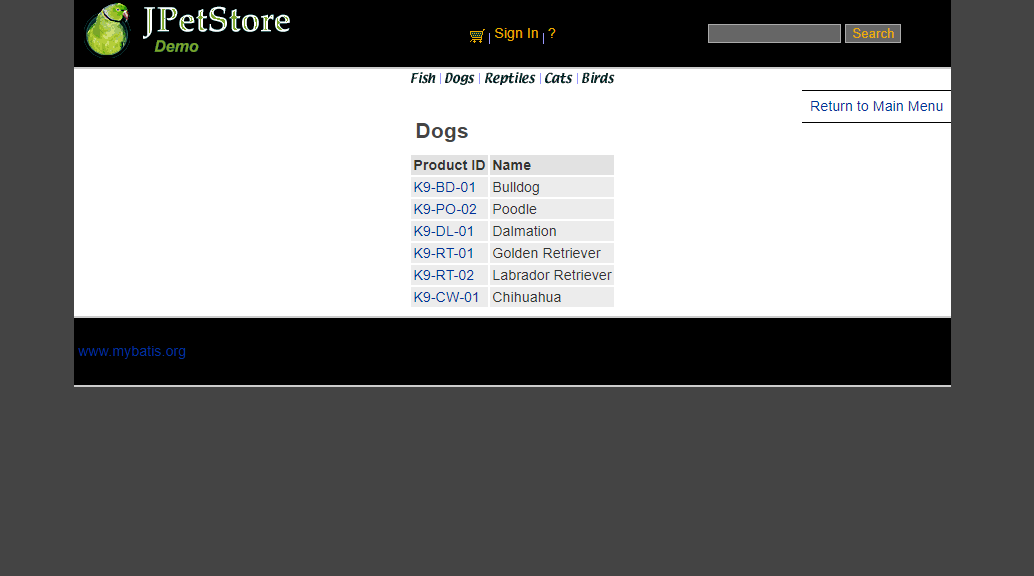 JPetStore
Demo
Sign In | ?
Search
Fish | Dogs | Reptiles | Cats | Birds
Return to Main Menu
Dogs
Product ID Name
K9-BD-01 Bulldog
K9-PO-02 Poodle
K9-DL-01 Dalmation
K9-RT-01 Golden Retriever
K9-RT-02 Labrador Retriever
K9-CW-01 Chihuahua
www.mybatis.org